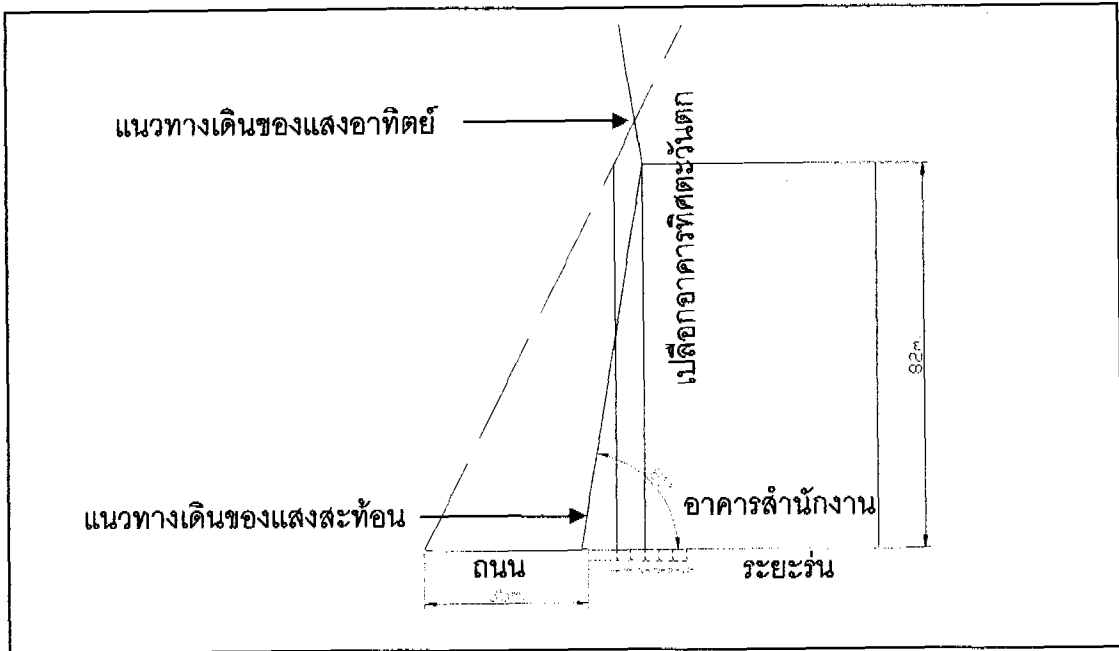 แนวทางเดินของแสงอาทิตย์
เปลือกอาคารทิศตะวันตก
82m.
แนวทางเดินของแสงสะท้อน
อาคารสำนักงาน
ถนน
ระยะร่น